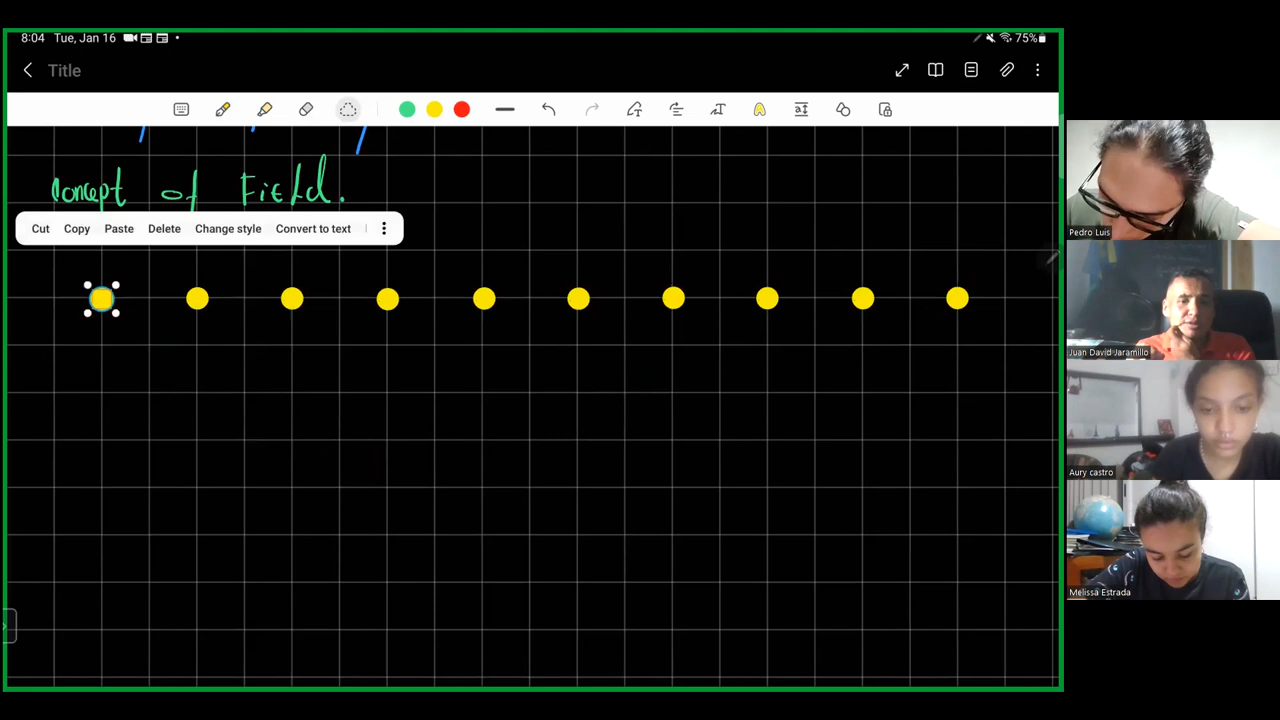 8:04 Tue, Jan 16
75%
Title
Concept of Field.
Cut Copy Paste Delete Change style Convert to text
Pedro Luis
Juan David Jaramillo
Aury castro
Melissa Estrada